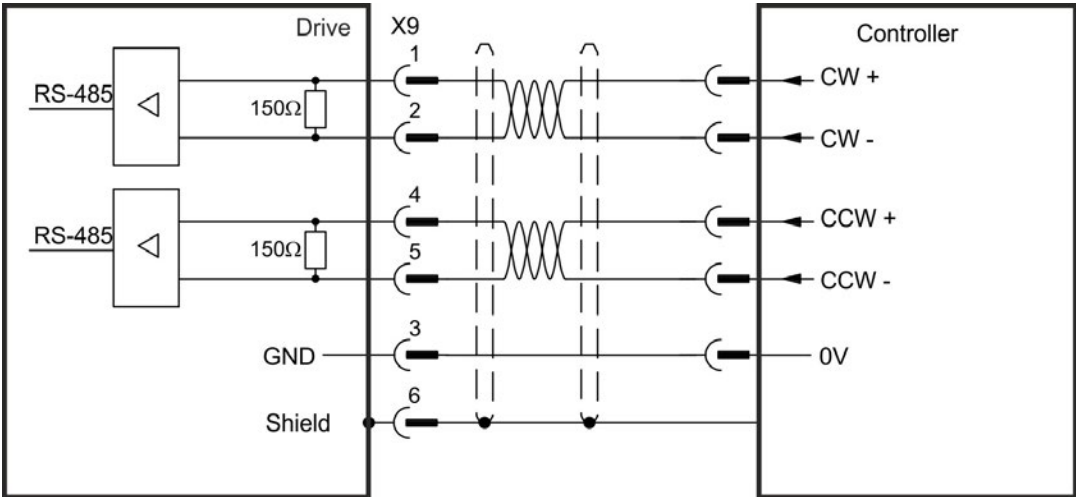 Drive X9 Controller
1
RS-485 150Ω CW +
2
CW -
4
RS-485 150Ω CCW +
5
CCW -
3
GND 0V
6
Shield